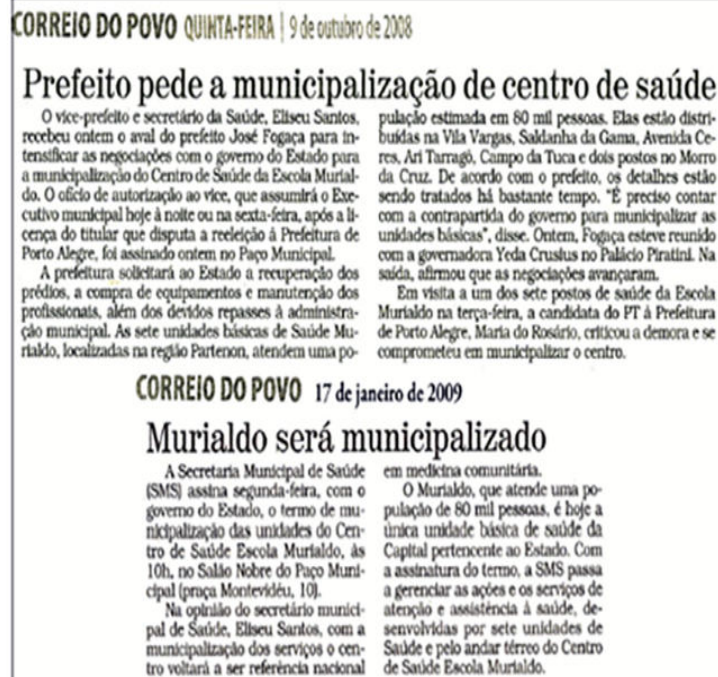 CORREIO DO POVO QUINTA-FEIRA | 9 de outubro de 2008
Prefeito pede a municipalização de centro de saúde
O vice-prefeito e secretário da Saúde, Eliseu Santos,
recebeu ontem o aval do prefeito José Fogaça para in-
tensificar as negociações com o governo do Estado para
a municipalização do Centro de Saúde da Escola Murial-
do. O ofício de autorização ao vice, que assumirá o Exe-
cutivo municipal hoje à noite ou na sexta-feira, após a li-
cença do titular que disputa a reeleição à Prefeitura de
Porto Alegre, foi assinado ontem no Paço Municipal.
A prefeitura solicitará ao Estado a recuperação dos
prédios, a compra de equipamentos e manutenção dos
profissionais, além dos devidos repasses à administra-
ção municipal. As sete unidades básicas de Saúde Mu-
rialdo, localizadas na região Partenon, atendem uma po-
pulação estimada em 80 mil pessoas. Elas estão distri-
buídas na Vila Vargas, Saldanha da Gama, Avenida Ce-
res, Ari Tarragô, Campo da Tuca e dois postos no Morro
da Cruz. De acordo com o prefeito, os detalhes estão
sendo tratados há bastante tempo. "É preciso contar
com a contrapartida do governo para municipalizar as
unidades básicas", disse. Ontem, Fogaça esteve reunido
com a governadora Yeda Crusius no Palácio Piratini. Na
saída, afirmou que as negociações avançaram.
Em visita a um dos sete postos de saúde da Escola
Murialdo na terça-feira, a candidata do PT à Prefeitura
de Porto Alegre, Maria do Rosário, criticou a demora e se
comprometeu em municipalizar o centro.
CORREIO DO POVO 17 de janeiro de 2009
Murialdo será municipalizado
A Secretaria Municipal de Saúde
(SMS) assina segunda-feira, com o
governo do Estado, o termo de mu-
nicipalização das unidades do Cen-
tro de Saúde Escola Murialdo, às
10h, no Salão Nobre do Paço Muni-
cipal (praça Montevidéu, 10).
Na opinião do secretário munici-
pal de Saúde, Eliseu Santos, com a
municipalização dos serviços o cen-
tro voltará a ser referência nacional
em medicina comunitária.
O Murialdo, que atende uma po-
pulação de 80 mil pessoas, é hoje a
única unidade básica de saúde da
Capital pertencente ao Estado. Com
a assinatura do termo, a SMS passa
a gerenciar as ações e os serviços de
atenção e assistência à saúde, de-
senvolvidas por sete unidades de
Saúde e pelo andar térreo do Centro
de Saúde Escola Murialdo.